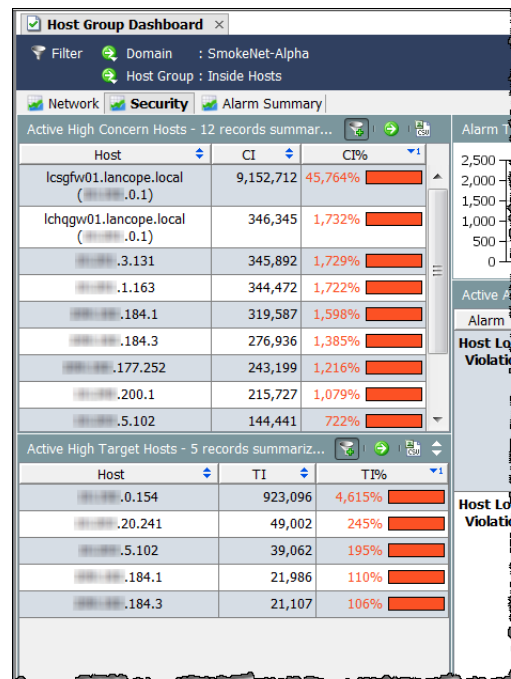 Host Group Dashboard ×
Filter Domain : SmokeNet-Alpha
Host Group : Inside Hosts
Network Security Alarm Summary
Active High Concern Hosts - 12 records summar... CSV
Host CI CI% 1
lcsgfw01.lancope.local 9,152,712 45,764%
( .0.1)
lchqgw01.lancope.local 346,345 1,732%
( .0.1)
.3.131 345,892 1,729%
.1.163 344,472 1,722%
.184.1 319,587 1,598%
.184.3 276,936 1,385%
.177.252 243,199 1,216%
.200.1 215,727 1,079%
.5.102 144,441 722%
Active High Target Hosts - 5 records summariz... CSV
Host TI TI% 1
.0.154 923,096 4,615%
.20.241 49,002 245%
.5.102 39,062 195%
.184.1 21,986 110%
.184.3 21,107 106%
Alarm T
2,500
2,000
1,500
1,000
500
0
Active A
Alarm
Host Lo
Violati
Host Lo
Violati